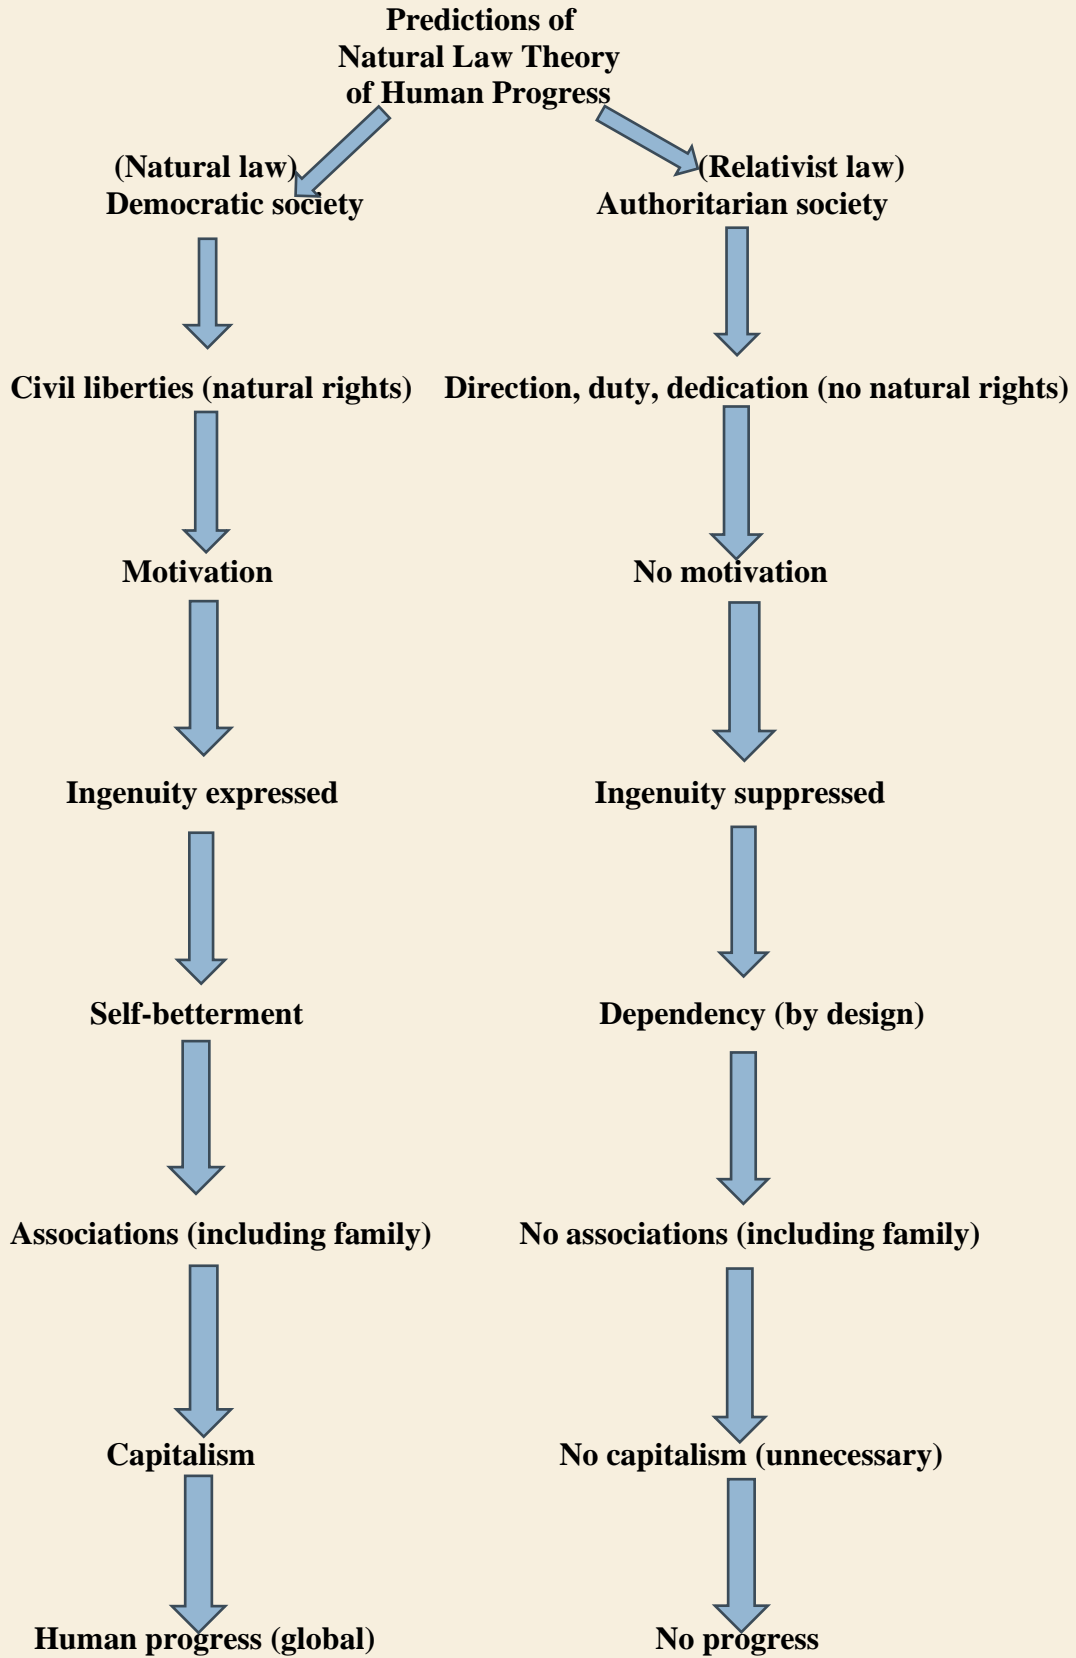 Predictions of
Natural Law Theory
of Human Progress
(Natural law)
Democratic society
(Relativist law)
Authoritarian society
Civil liberties (natural rights)
Direction, duty, dedication (no natural rights)
Motivation
No motivation
Ingenuity expressed
Ingenuity suppressed
Self-betterment
Dependency (by design)
Associations (including family)
No associations (including family)
Capitalism
No capitalism (unnecessary)
Human progress (global)
No progress